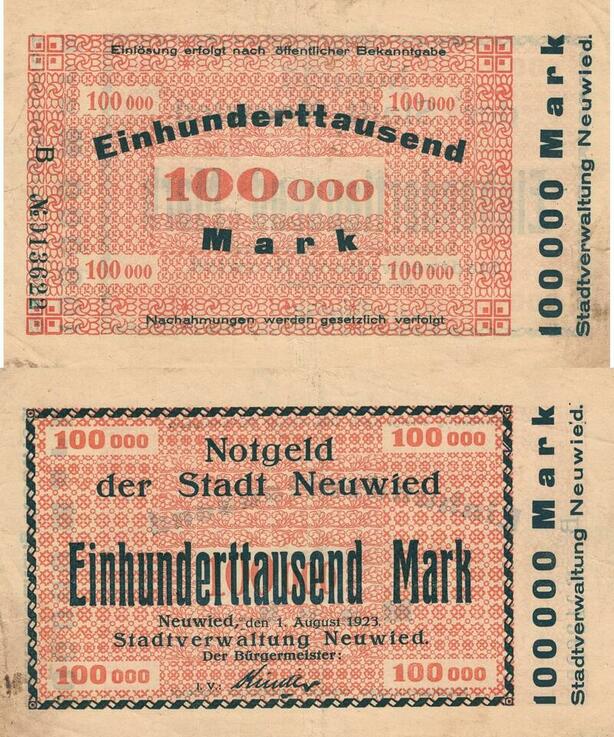 Einlösung erfolgt nach öffentlicher Bekanntgabe
100 000 100 000
Einhunderttausend
100 000
Mark
100 000 100 000
Nachahmungen werden gesetzlich verfolgt
B № 013622
100000 Mark
Stadtverwaltung Neuwied.
100 000 100 000
Notgeld
der Stadt Neuwied
Einhunderttausend Mark
Neuwied, den 1. August 1923.
Stadtverwaltung Neuwied.
Der Bürgermeister:
I. V.:
100 000 100 000
100000 Mark
Stadtverwaltung Neuwied.